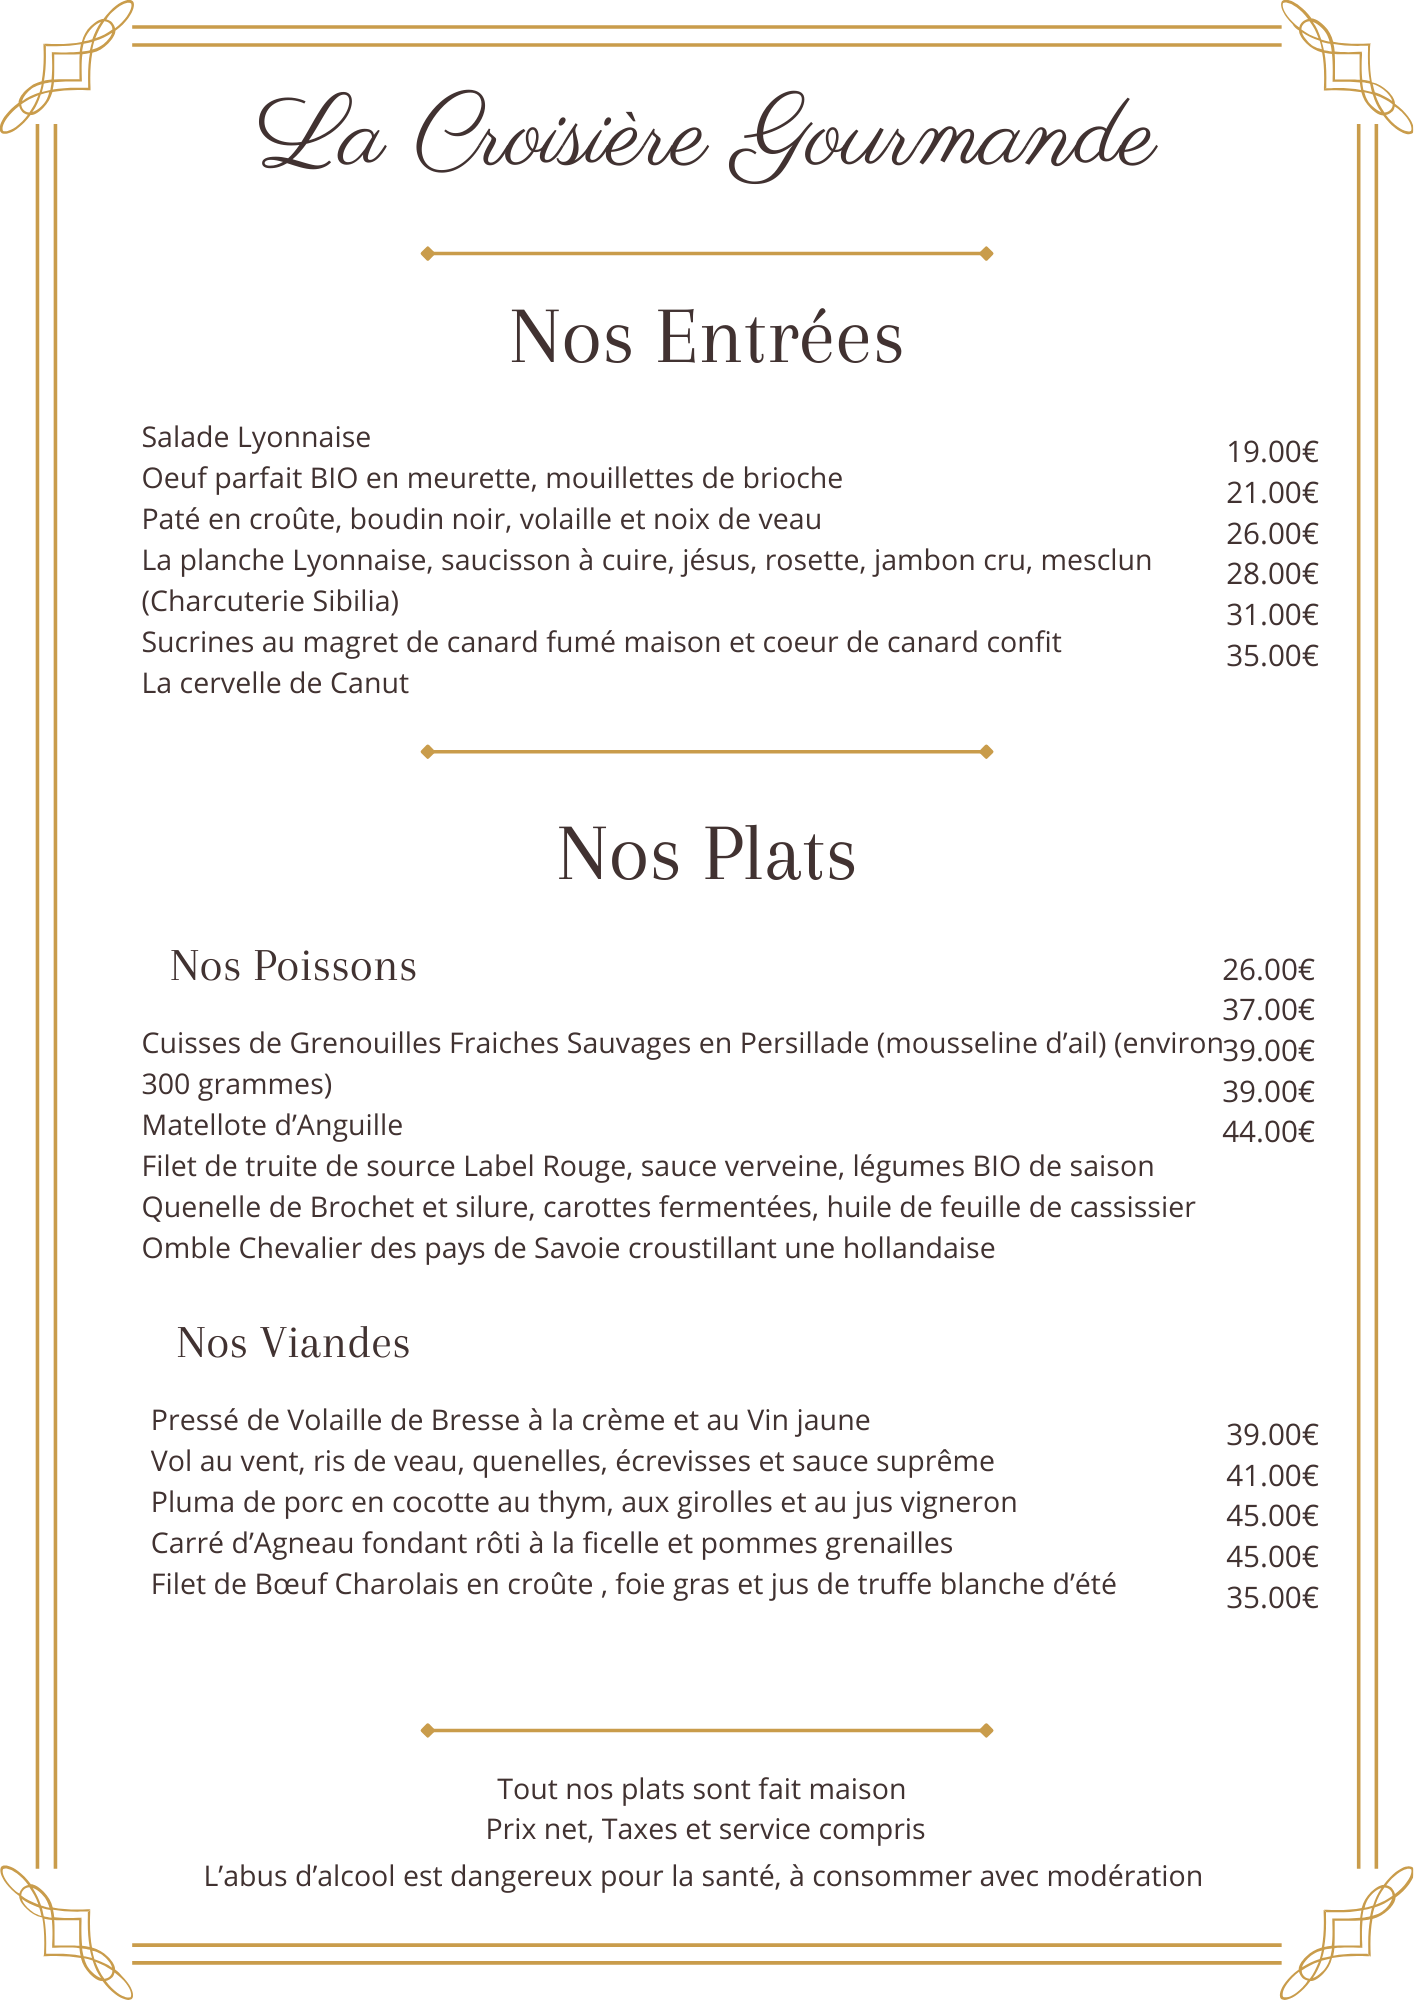 La Croisière Gourmande
Nos Entrées
Salade Lyonnaise
19.00€
Oeuf parfait BIO en meurette, mouillettes de brioche
21.00€
Paté en croûte, boudin noir, volaille et noix de veau
26.00€
La planche Lyonnaise, saucisson à cuire, jésus, rosette, jambon cru, mesclun
28.00€
(Charcuterie Sibilia)
31.00€
Sucrines au magret de canard fumé maison et coeur de canard confit
35.00€
La cervelle de Canut
Nos Plats
Nos Poissons
26.00€
37.00€
Cuisses de Grenouilles Fraiches Sauvages en Persillade (mousseline d’ail) (environ
39.00€
300 grammes)
39.00€
Matellote d’Anguille
44.00€
Filet de truite de source Label Rouge, sauce verveine, légumes BIO de saison
Quenelle de Brochet et silure, carottes fermentées, huile de feuille de cassissier
Omble Chevalier des pays de Savoie croustillant une hollandaise
Nos Viandes
Pressé de Volaille de Bresse à la crème et au Vin jaune
39.00€
Vol au vent, ris de veau, quenelles, écrevisses et sauce suprême
41.00€
Pluma de porc en cocotte au thym, aux girolles et au jus vigneron
45.00€
Carré d’Agneau fondant rôti à la ficelle et pommes grenailles
45.00€
Filet de Bœuf Charolais en croûte , foie gras et jus de truffe blanche d’été
35.00€
Tout nos plats sont fait maison
Prix net, Taxes et service compris
L’abus d’alcool est dangereux pour la santé, à consommer avec modération